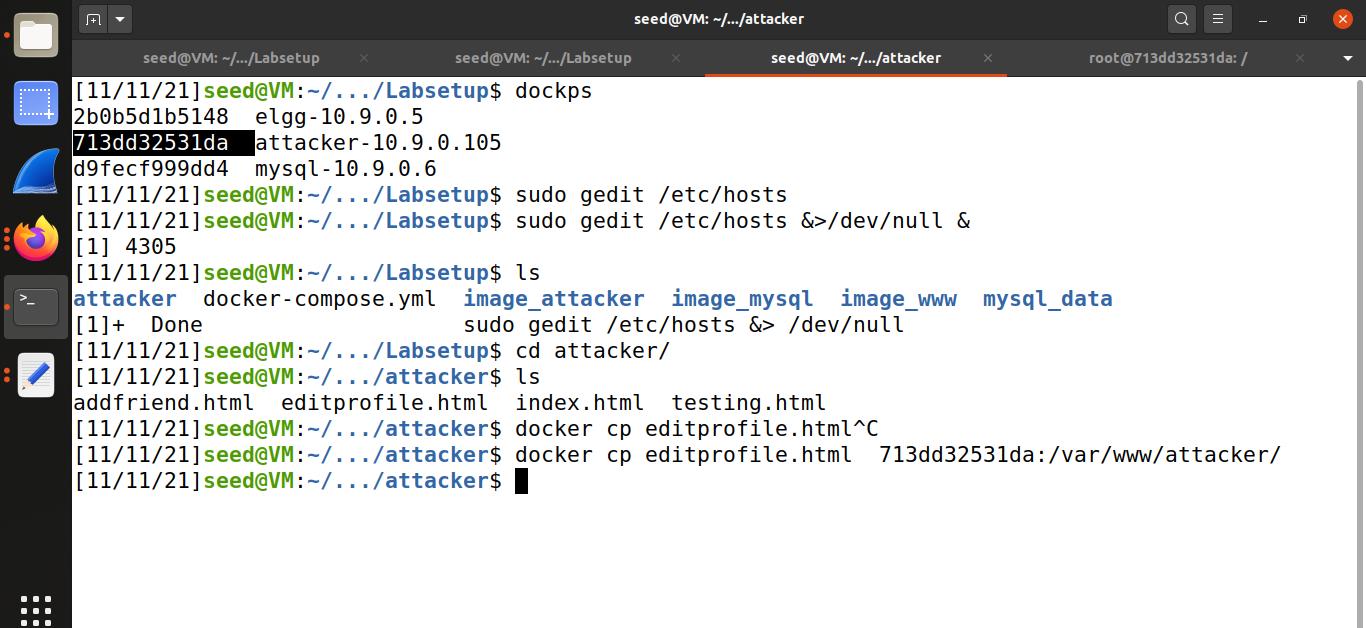 seed@VM: ~/.../attacker
seed@VM: ~/.../Labsetup seed@VM: ~/.../Labsetup seed@VM: ~/.../attacker root@713dd32531da: /
[11/11/21]seed@VM:~/.../Labsetup$ dockps
2b0b5d1b5148  elgg-10.9.0.5
713dd32531da  attacker-10.9.0.105
d9fecf999dd4  mysql-10.9.0.6
[11/11/21]seed@VM:~/.../Labsetup$ sudo gedit /etc/hosts
[11/11/21]seed@VM:~/.../Labsetup$ sudo gedit /etc/hosts &>/dev/null &
[1] 4305
[11/11/21]seed@VM:~/.../Labsetup$ ls
attacker  docker-compose.yml  image_attacker  image_mysql  image_www  mysql_data
[1]+  Done                    sudo gedit /etc/hosts &> /dev/null
[11/11/21]seed@VM:~/.../Labsetup$ cd attacker/
[11/11/21]seed@VM:~/.../attacker$ ls
addfriend.html  editprofile.html  index.html  testing.html
[11/11/21]seed@VM:~/.../attacker$ docker cp editprofile.html^C
[11/11/21]seed@VM:~/.../attacker$ docker cp editprofile.html  713dd32531da:/var/www/attacker/
[11/11/21]seed@VM:~/.../attacker$